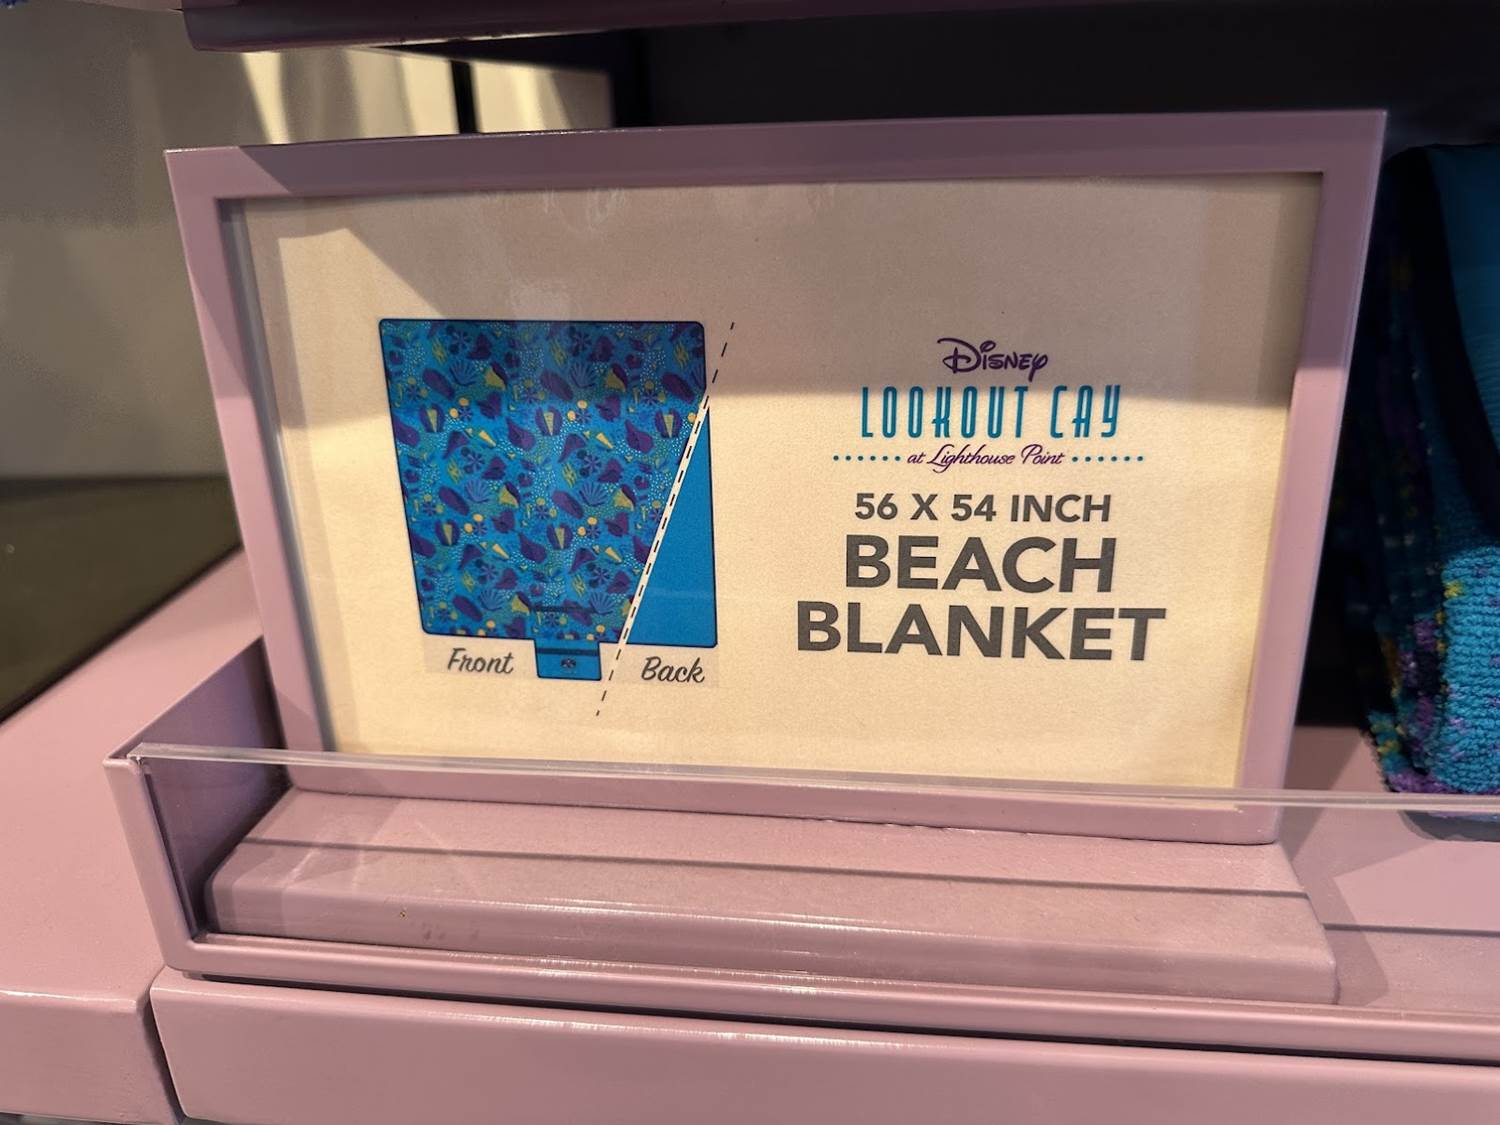 Disney
LOOKOUT CAY
at Lighthouse Point
56 X 54 INCH
BEACH
BLANKET
Front
Back